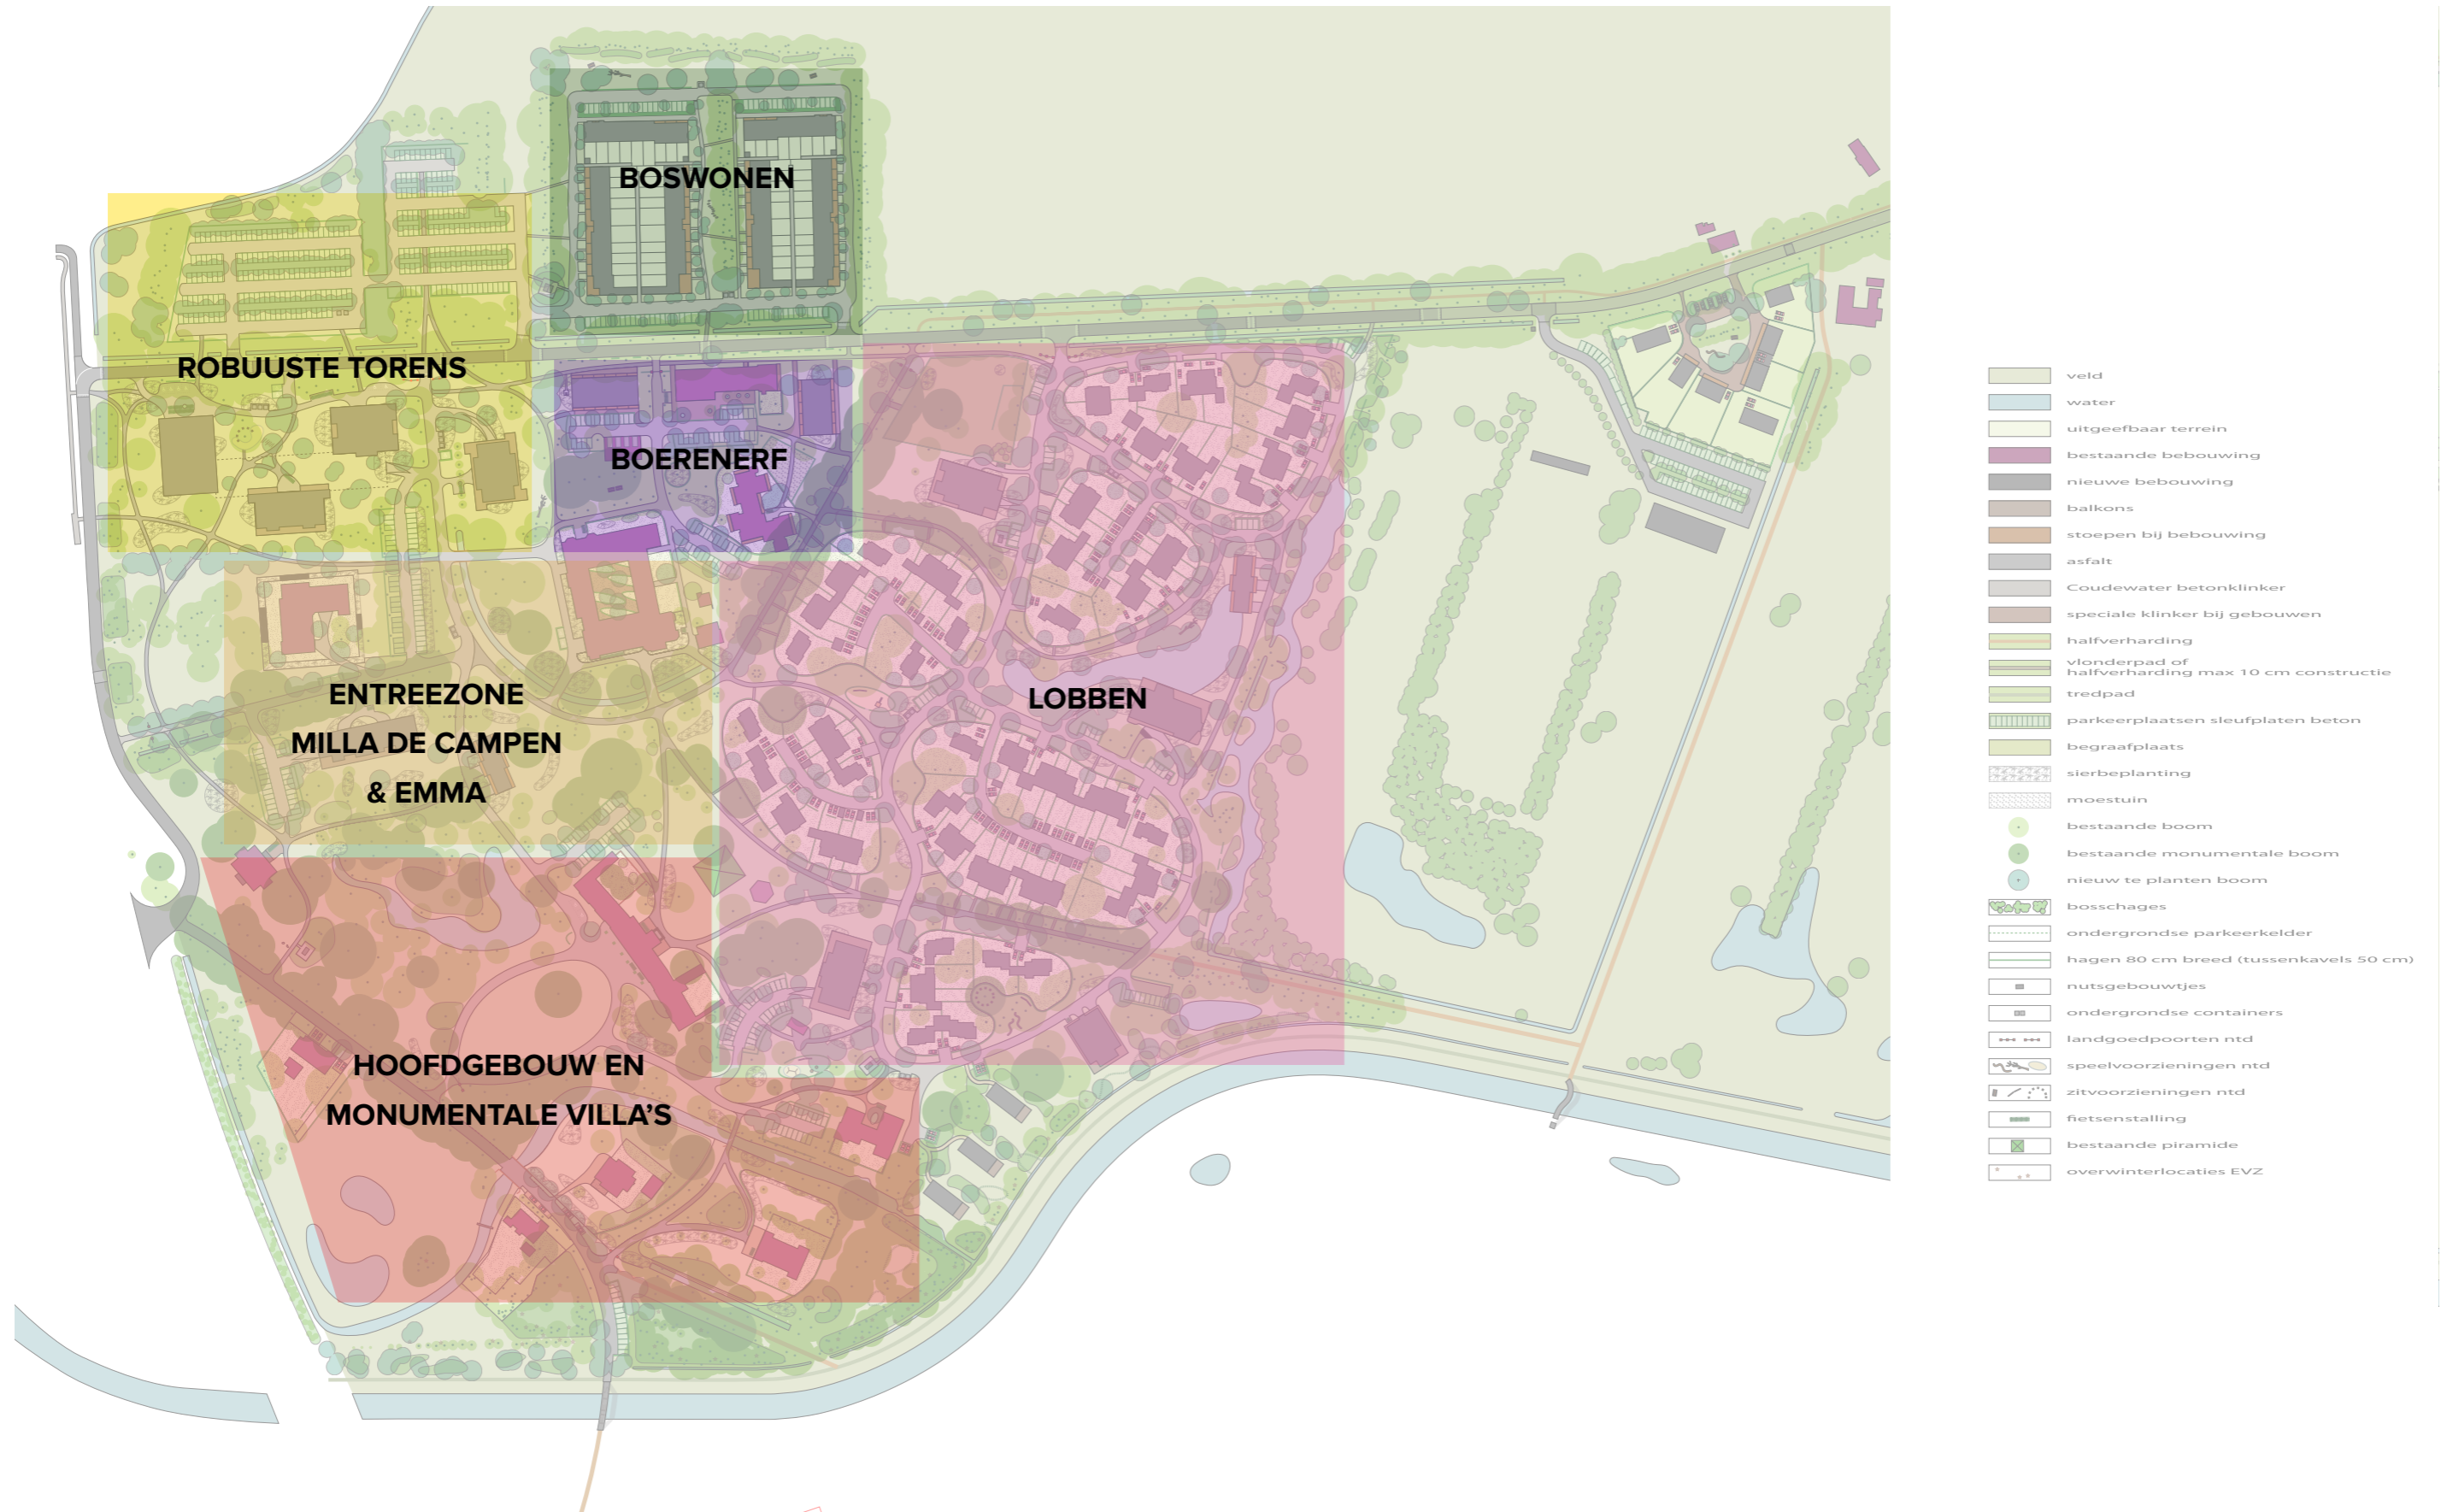 BOSWONEN
ROBUUSTE TORENS
BOERENERF
ENTREEZONE
MILLA DE CAMPEN
& EMMA
LOBBEN
HOOFDGEBOUW EN
MONUMENTALE VILLA'S
veld
water
uitgeefbaar terrein
bestaande bebouwing
nieuwe bebouwing
balkons
stoepen bij bebouwing
asfalt
Coudewater betonklinker
speciale klinker bij gebouwen
halfverharding
vlonderpad of
halfverharding max 10 cm constructie
tredpad
parkeerplaatsen sleufplaten beton
begraafplaats
sierbeplanting
moestuin
bestaande boom
bestaande monumentale boom
nieuw te planten boom
bosschages
ondergrondse parkeerkelder
hagen 80 cm breed (tussenkavels 50 cm)
nutsgebouwtjes
ondergrondse containers
landgoedpoorten ntd
speelvoorzieningen ntd
zitvoorzieningen ntd
fietsenstalling
bestaande piramide
overwinterlocaties EVZ